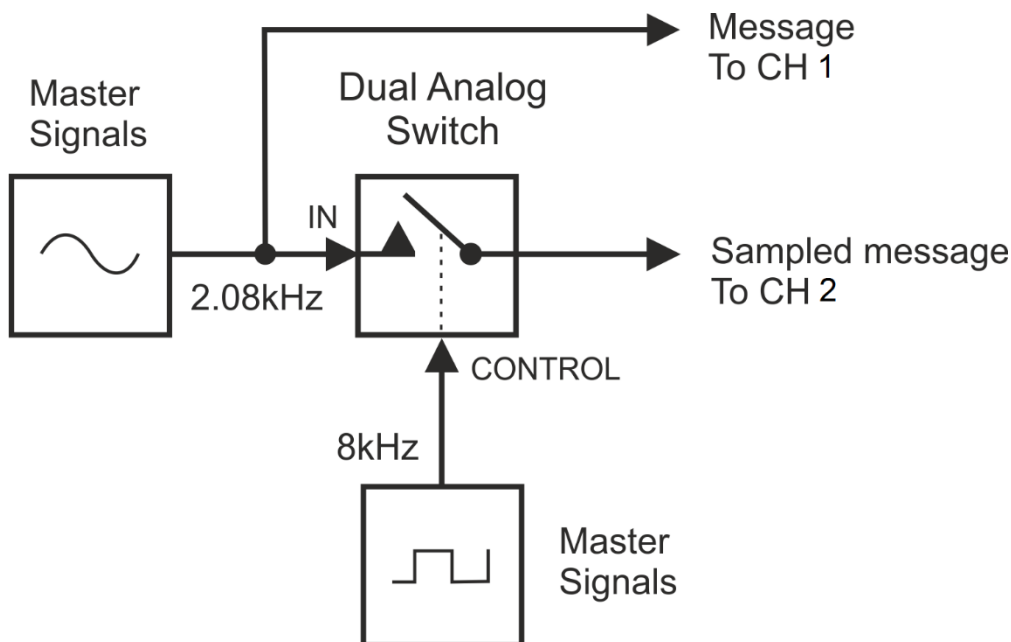 Message
To CH 1
Master
Signals
Dual Analog
Switch
IN
2.08kHz
Sampled message
To CH 2
CONTROL
8kHz
Master
Signals